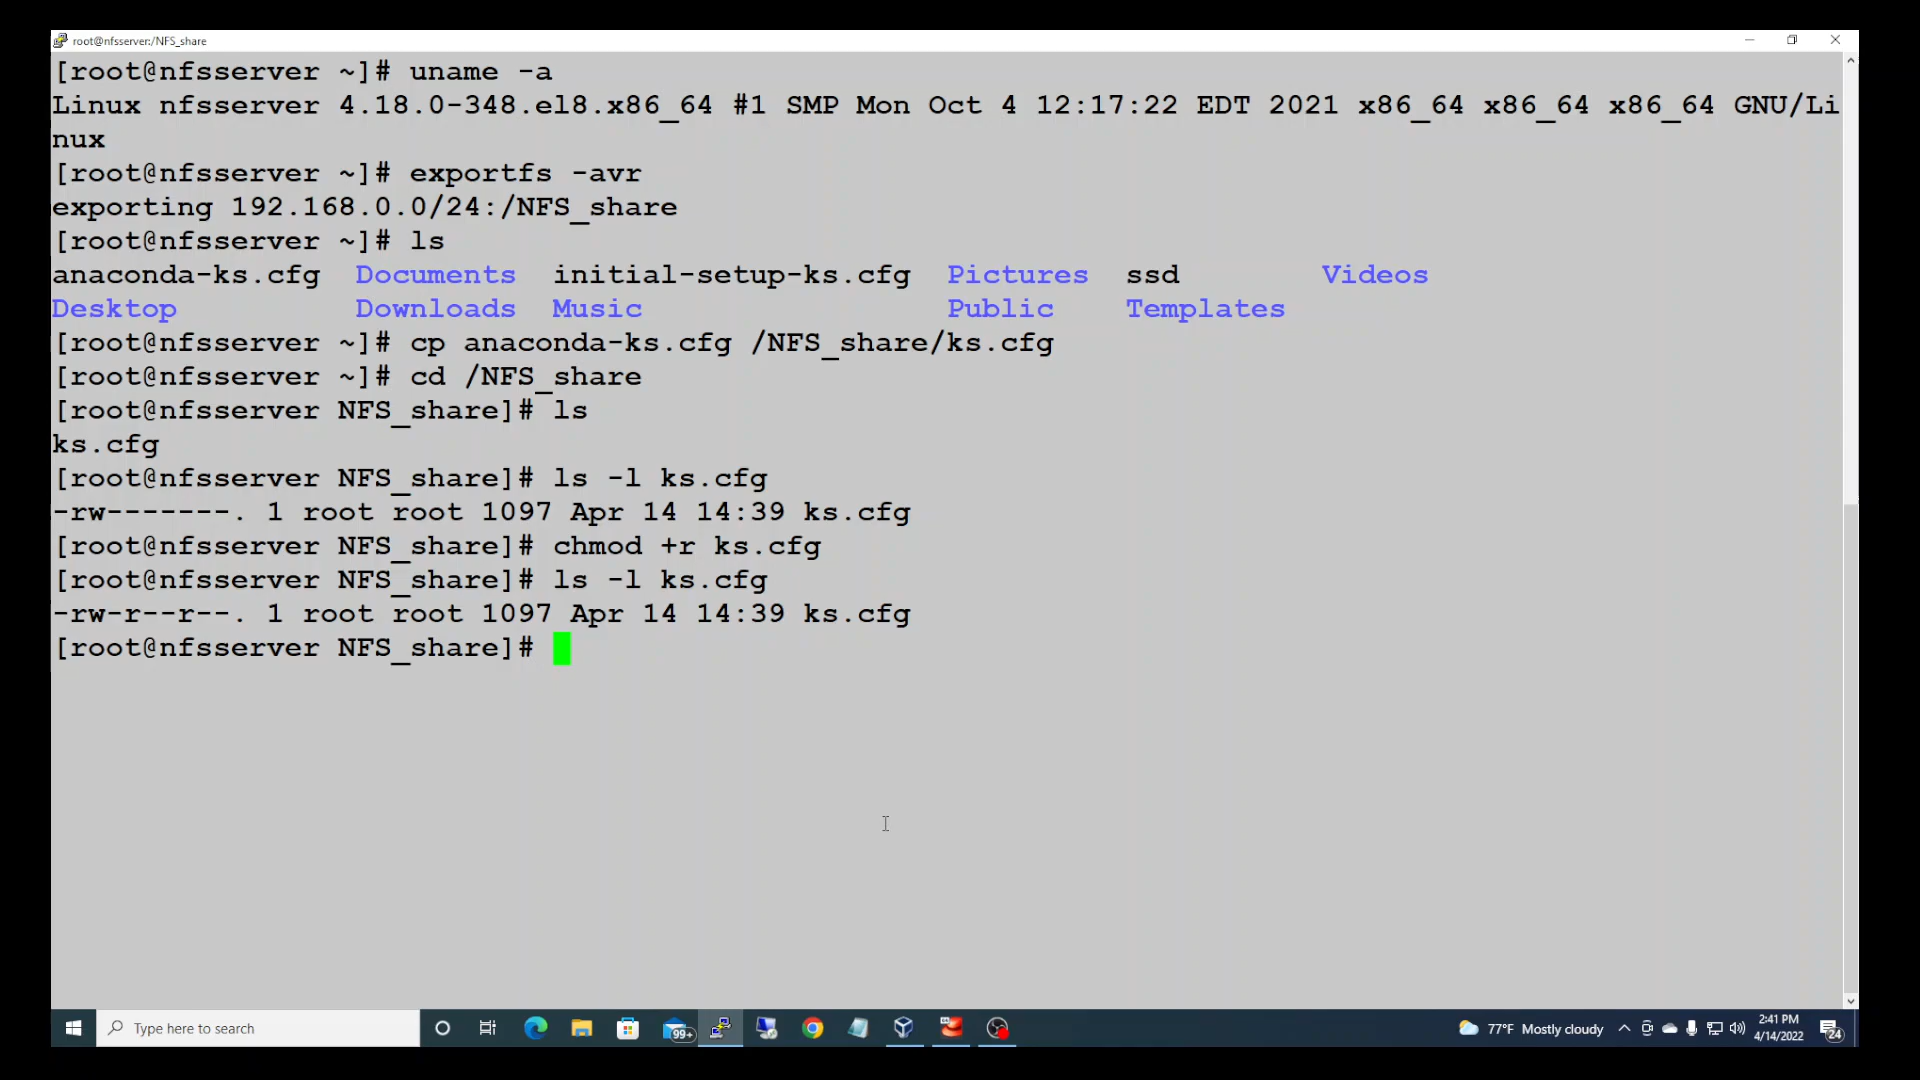 root@nfsserver:/NFS_share
[root@nfsserver ~]# uname -a
Linux nfsserver 4.18.0-348.el8.x86_64 #1 SMP Mon Oct 4 12:17:22 EDT 2021 x86_64 x86_64 x86_64 GNU/Li
nux
[root@nfsserver ~]# exportfs -avr
exporting 192.168.0.0/24:/NFS_share
[root@nfsserver ~]# ls
anaconda-ks.cfg  Documents  initial-setup-ks.cfg  Pictures  ssd        Videos
Desktop          Downloads  Music                 Public    Templates
[root@nfsserver ~]# cp anaconda-ks.cfg /NFS_share/ks.cfg
[root@nfsserver ~]# cd /NFS_share
[root@nfsserver NFS_share]# ls
ks.cfg
[root@nfsserver NFS_share]# ls -l ks.cfg
-rw-------. 1 root root 1097 Apr 14 14:39 ks.cfg
[root@nfsserver NFS_share]# chmod +r ks.cfg
[root@nfsserver NFS_share]# ls -l ks.cfg
-rw-r--r--. 1 root root 1097 Apr 14 14:39 ks.cfg
[root@nfsserver NFS_share]#
Type here to search
99+
77°F Mostly cloudy
2:41 PM
4/14/2022
24